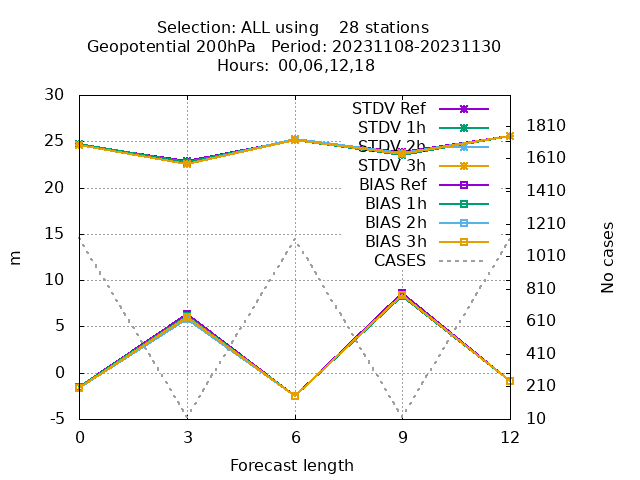 Selection: ALL using 28 stations
Geopotential 200hPa Period: 20231108-20231130
Hours: 00,06,12,18
30
25
20
15
10
5
0
-5
m
STDV Ref
STDV 1h
STDV 2h
STDV 3h
BIAS Ref
BIAS 1h
BIAS 2h
BIAS 3h
CASES
1810
1610
1410
1210
1010
810
610
410
210
10
No cases
0 3 6 9 12
Forecast length